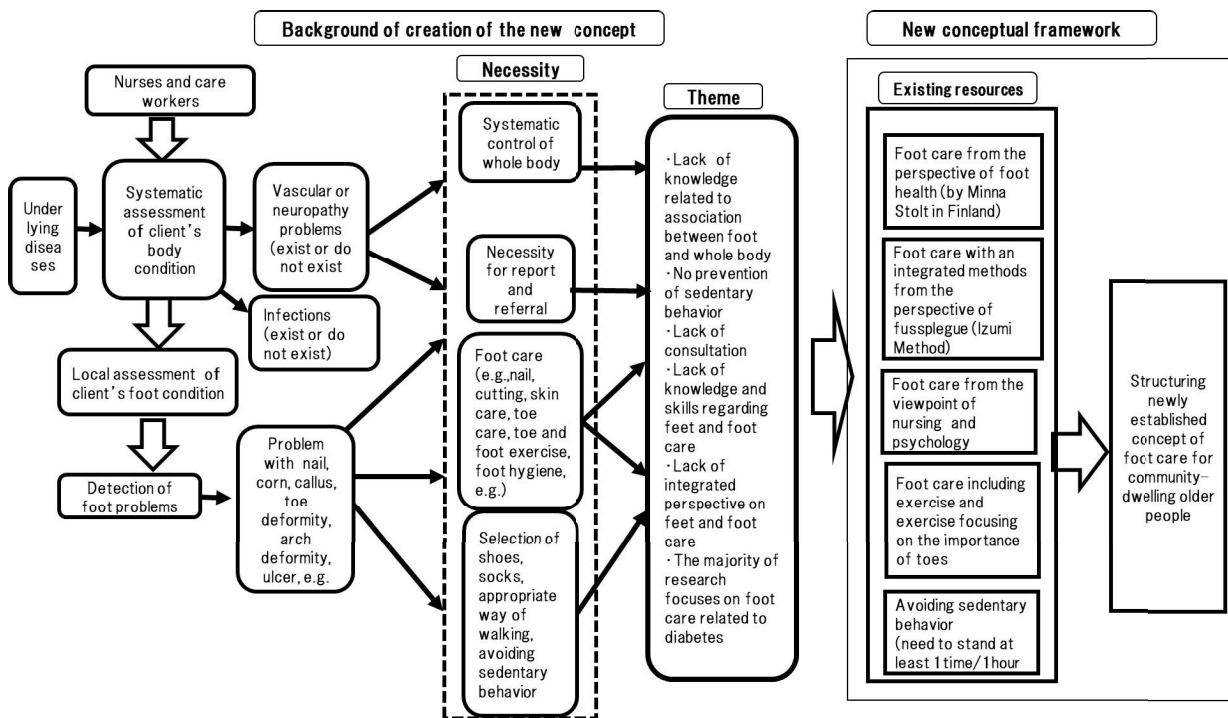 Background of creation of the new concept
New conceptual framework
Nurses and care
workers
Under
lying
disea
ses
Systematic
assessment
of client's
body
condition
Vascular or
neuropathy
problems
(exist or do
not exist
Infections
(exist or do
not exist)
Local assessment of
client's foot condition
Detection of
foot problems
Problem
with nail,
corn, callus,
toe
deformity,
arch
deformity,
ulcer, e.g.
Necessity
Systematic
control of
whole body
Necessity
for report
and
referral
Foot care
(e.g.,nail,
cutting, skin
care, toe
care, toe and
foot exercise,
foot hygiene,
e.g.)
Selection of
shoes,
socks,
appropriate
way of
walking,
avoiding
sedentary
behavior
Theme
・Lack of
knowledge
related to
association
between foot
and whole body
・No prevention
of sedentary
behavior
・Lack of
consultation
・Lack of
knowledge and
skills regarding
feet and foot
care
・Lack of
integrated
perspective on
feet and foot
care
・The majority of
research
focuses on foot
care related to
diabetes
Existing resources
Foot care from the
perspective of foot
health (by Minna
Stolt in Finland)
Foot care with an
integrated methods
from the
perspective of
fussplegue (Izumi
Method)
Foot care from the
viewpoint of
nursing and
psychology
Foot care including
exercise and
exercise focusing
on the importance
of toes
Avoiding sedentary
behavior
(need to stand at
least 1 time/1hour
Structuring
newly
established
concept of
foot care for
community-
dwelling older
people